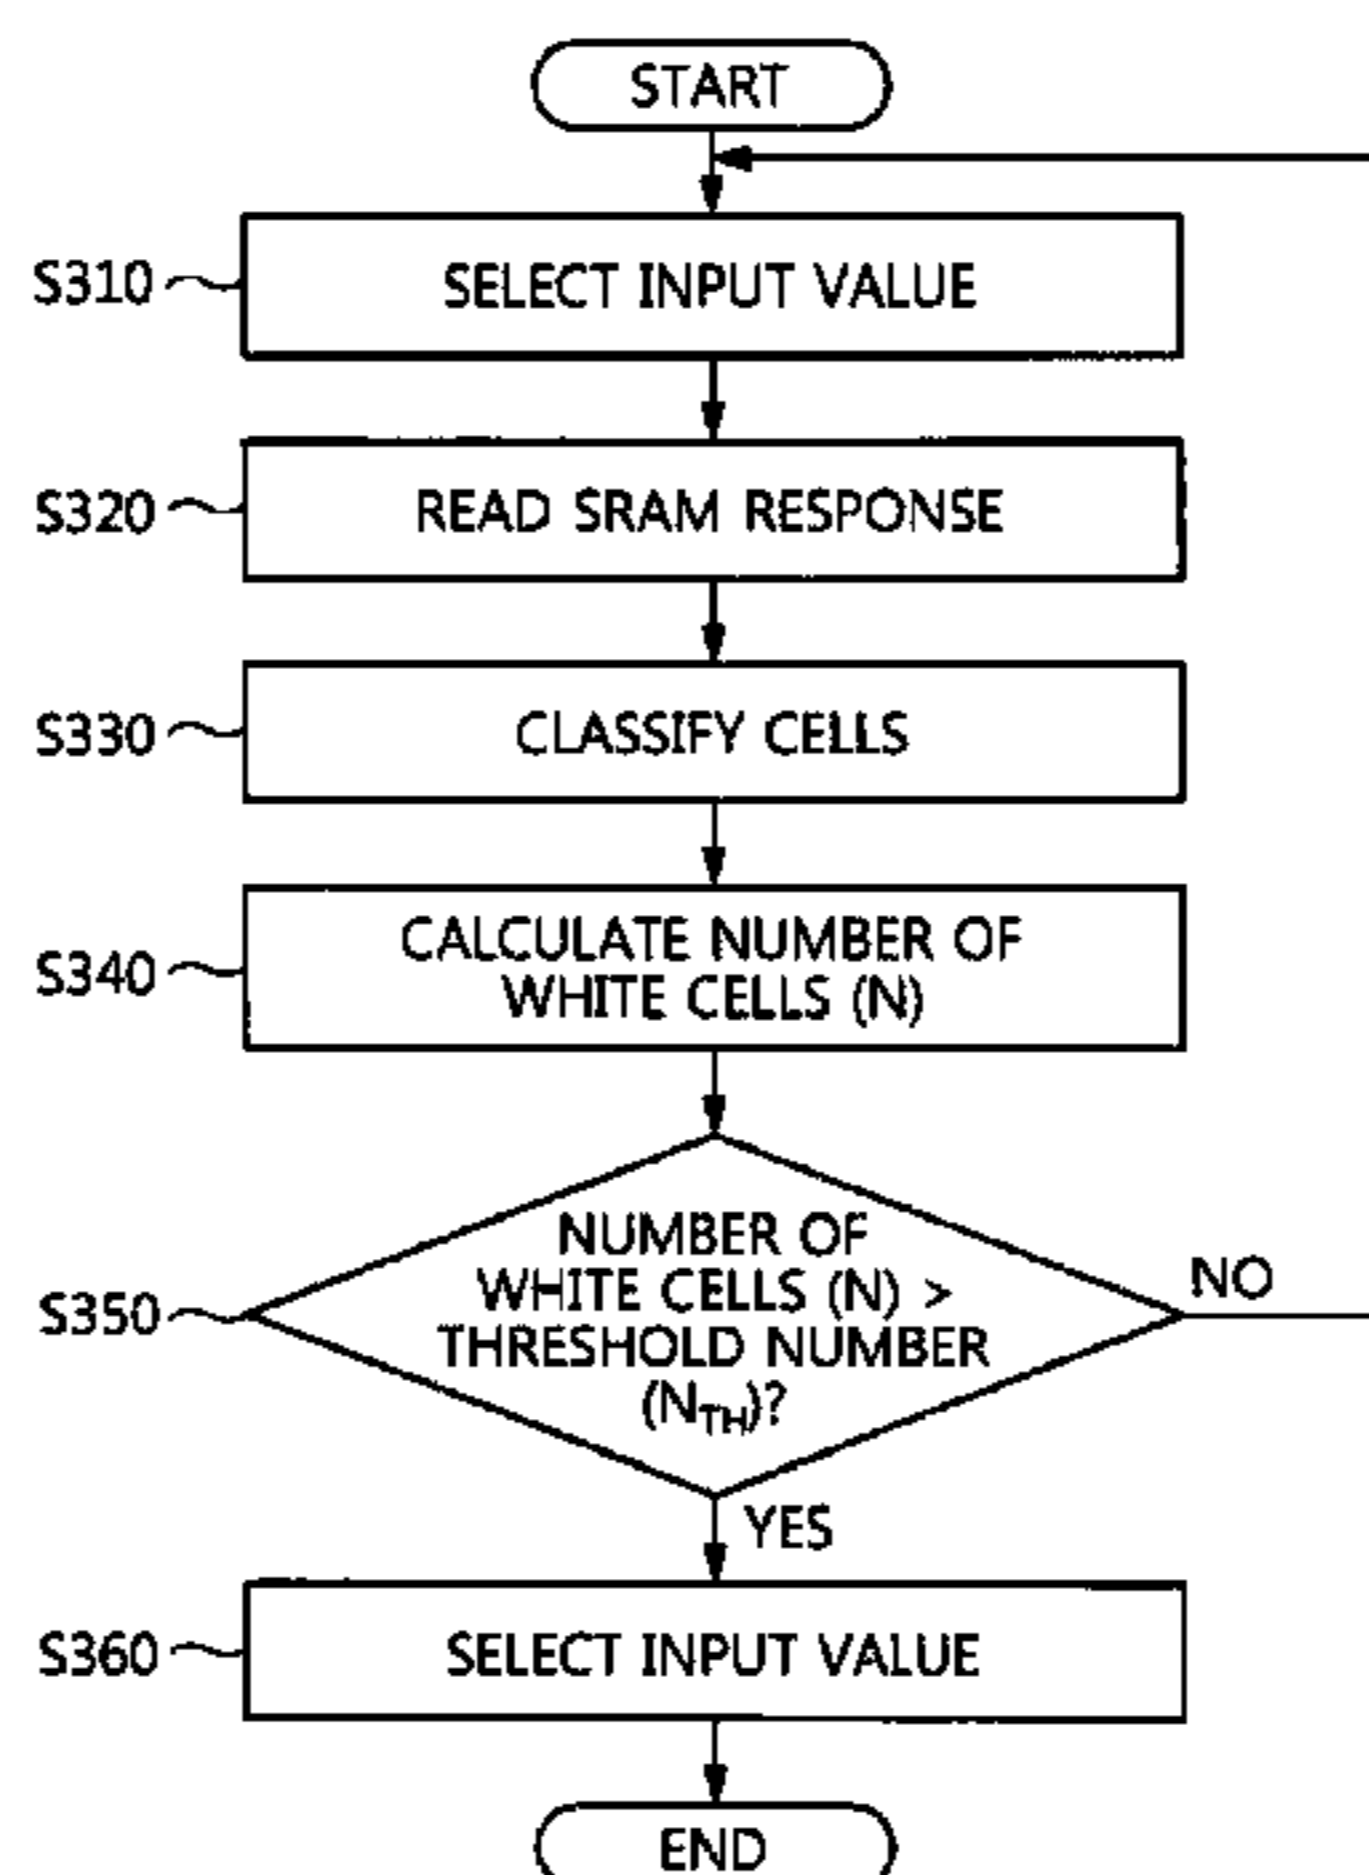 START
S310
SELECT INPUT VALUE
S320
READ SRAM RESPONSE
S330
CLASSIFY CELLS
S340
CALCULATE NUMBER OF
WHITE CELLS (N)
S350
NUMBER OF
WHITE CELLS (N) >
THRESHOLD NUMBER
(N_TH)?
NO
YES
S360
SELECT INPUT VALUE
END